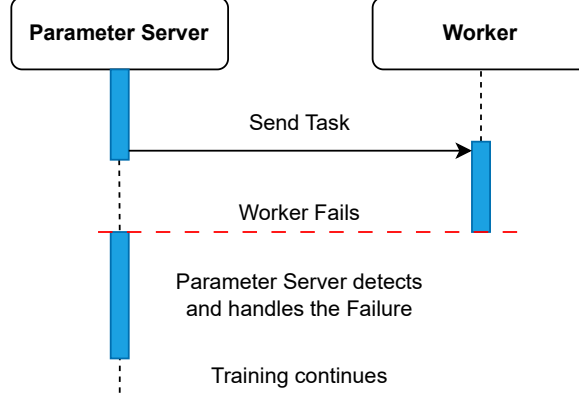 Parameter Server
Worker
Send Task
Worker Fails
Parameter Server detects
and handles the Failure
Training continues